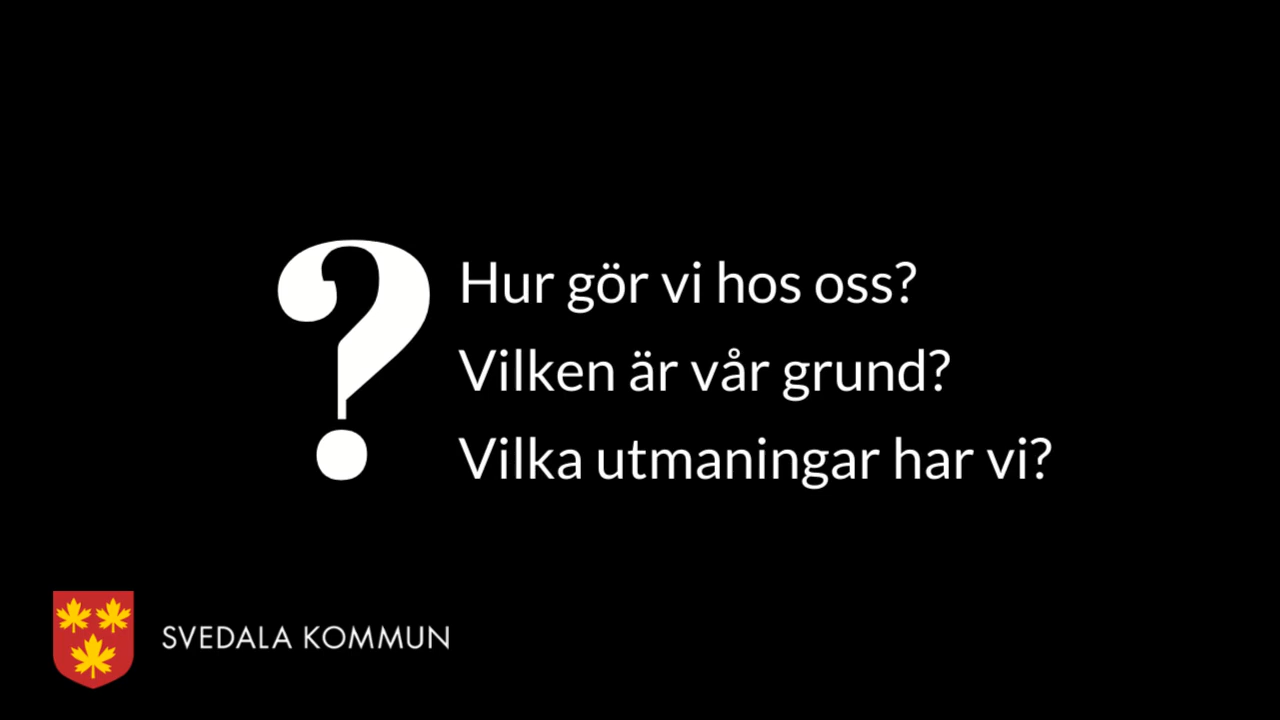 ?
Hur gör vi hos oss?
Vilken är vår grund?
Vilka utmaningar har vi?
SVEDALA KOMMUN